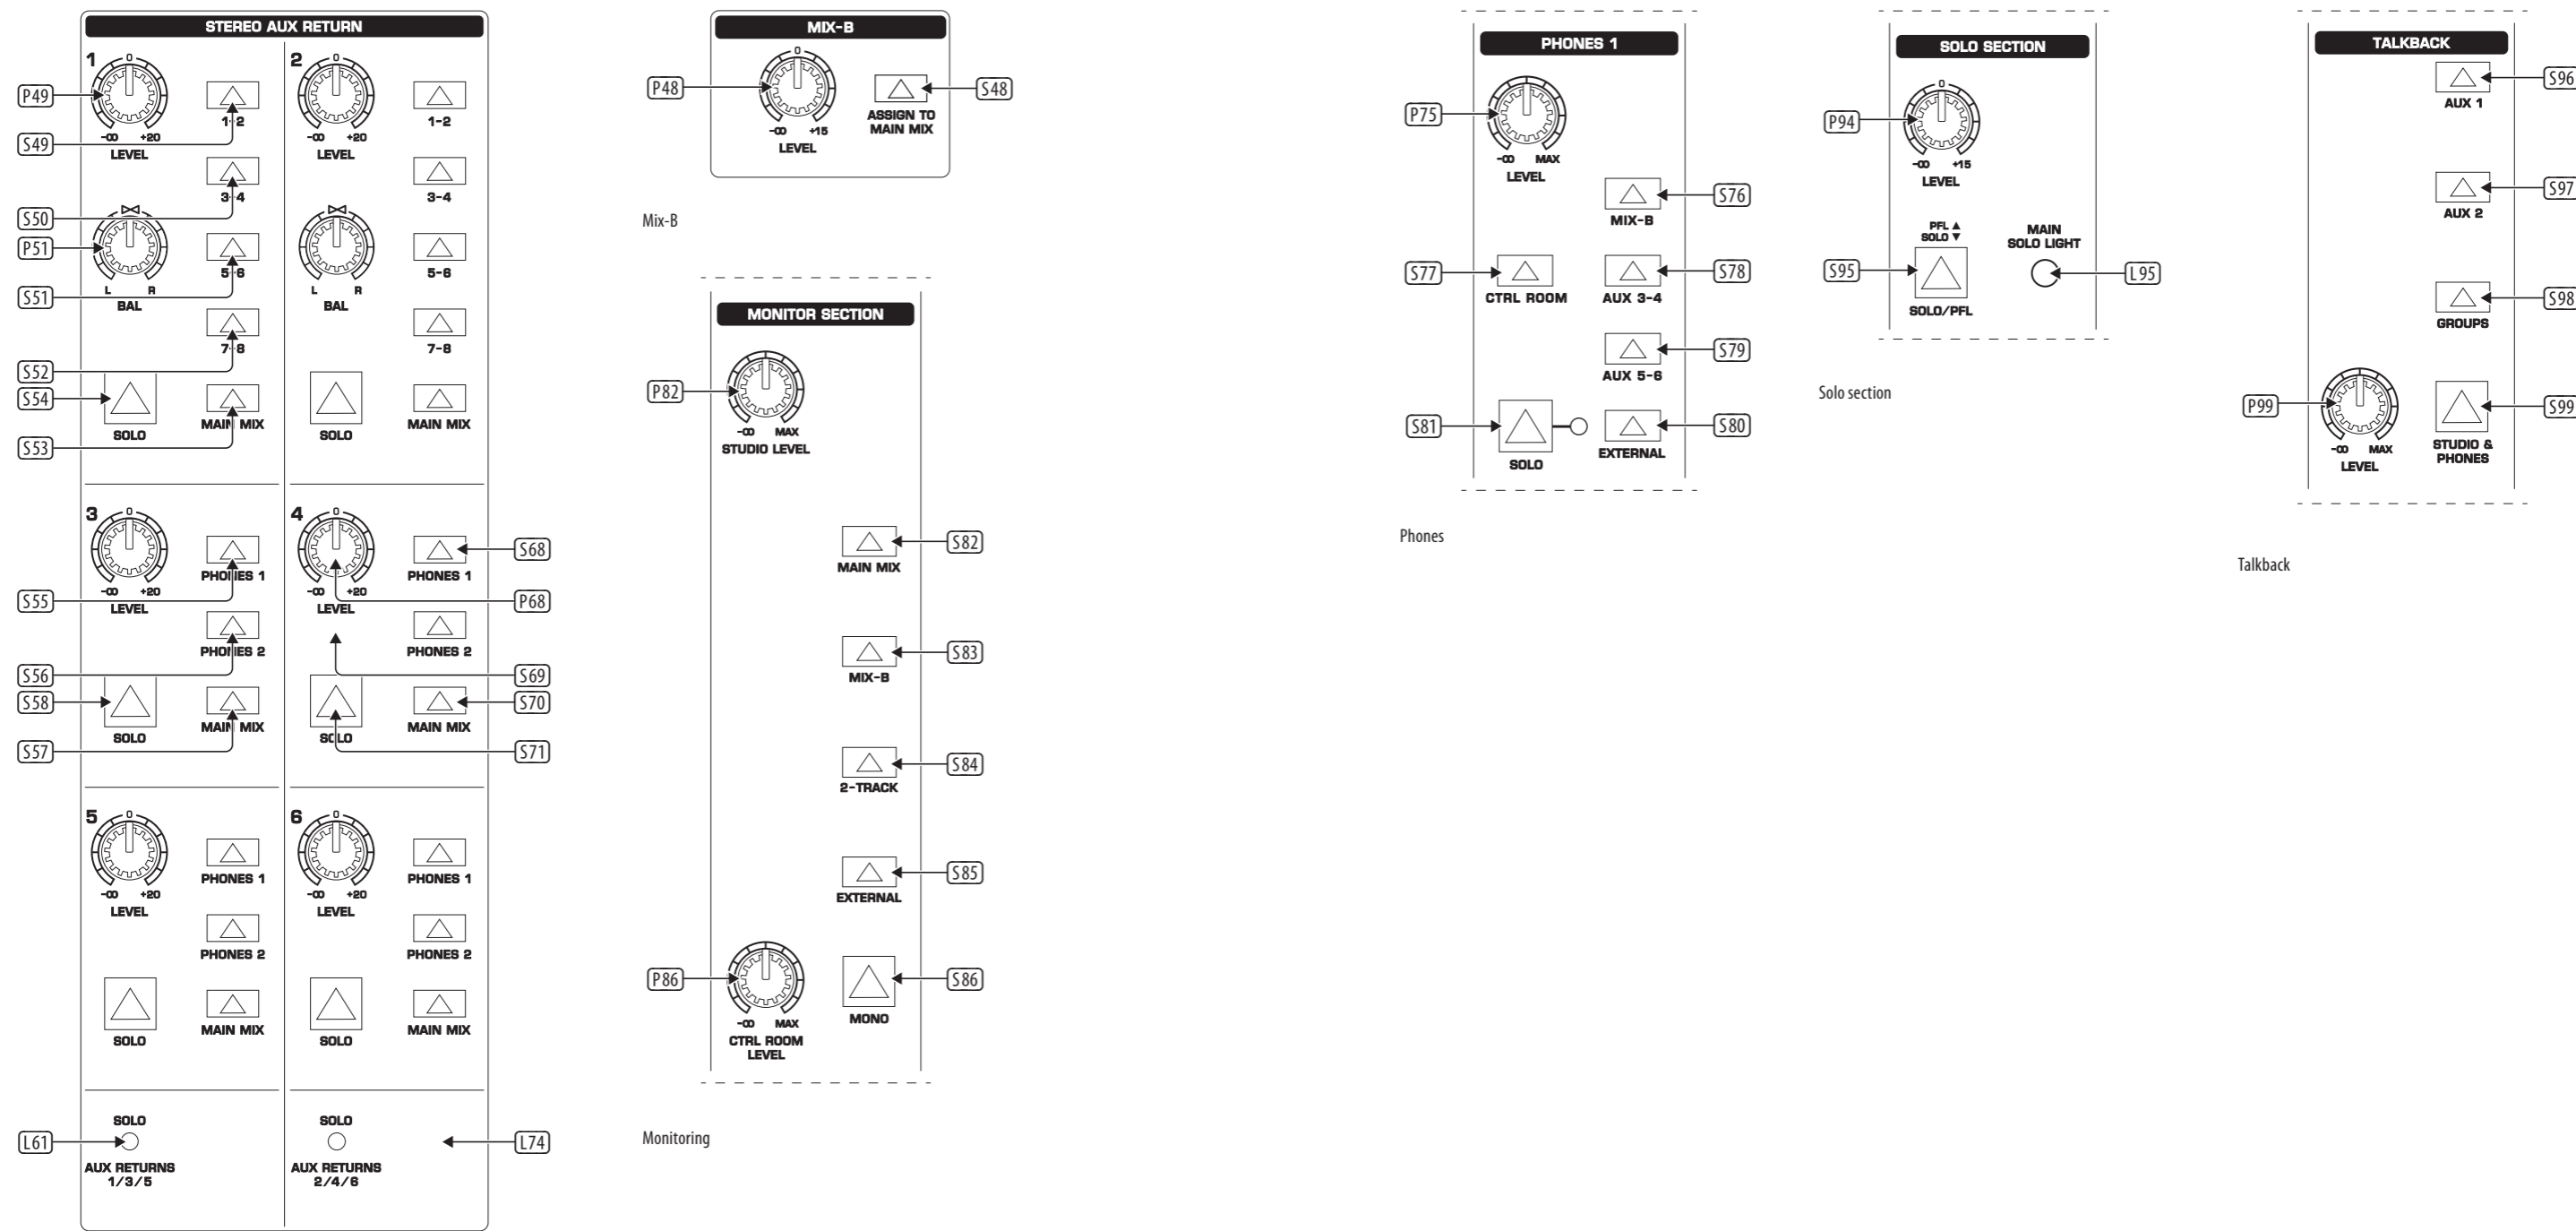 STEREO AUX RETURN
1
0
-∞ +20
LEVEL
1-2
3-4
L R
BAL
5-6
7-8
SOLO
MAIN MIX
2
0
-∞ +20
LEVEL
1-2
3-4
L R
BAL
5-6
7-8
SOLO
MAIN MIX
P49
S49
S50
P51
S51
S52
S54
S53
3
0
-∞ +20
LEVEL
PHONES 1
PHONES 2
SOLO
MAIN MIX
4
0
-∞ +20
LEVEL
PHONES 1
PHONES 2
SOLO
MAIN MIX
S55
S56
S58
S57
S68
P68
S69
S70
S71
5
0
-∞ +20
LEVEL
PHONES 1
PHONES 2
SOLO
MAIN MIX
6
0
-∞ +20
LEVEL
PHONES 1
PHONES 2
SOLO
MAIN MIX
SOLO
AUX RETURNS
1/3/5
SOLO
AUX RETURNS
2/4/6
L61
L74
MIX-B
0
-∞ +15
LEVEL
ASSIGN TO
MAIN MIX
P48
S48
Mix-B
MONITOR SECTION
P82
-∞ MAX
STUDIO LEVEL
S82
MAIN MIX
S83
MIX-B
S84
2-TRACK
S85
EXTERNAL
P86
-∞ MAX
CTRL ROOM
LEVEL
S86
MONO
Monitoring
PHONES 1
P75
-∞ MAX
LEVEL
S76
MIX-B
S77
CTRL ROOM
S78
AUX 3-4
S79
AUX 5-6
S81
SOLO
S80
EXTERNAL
Phones
SOLO SECTION
P94
0
-∞ +15
LEVEL
PFL ▲
SOLO ▼
S95
SOLO/PFL
MAIN
SOLO LIGHT
L95
Solo section
TALKBACK
S96
AUX 1
S97
AUX 2
S98
GROUPS
P99
-∞ MAX
LEVEL
S99
STUDIO &
PHONES
Talkback